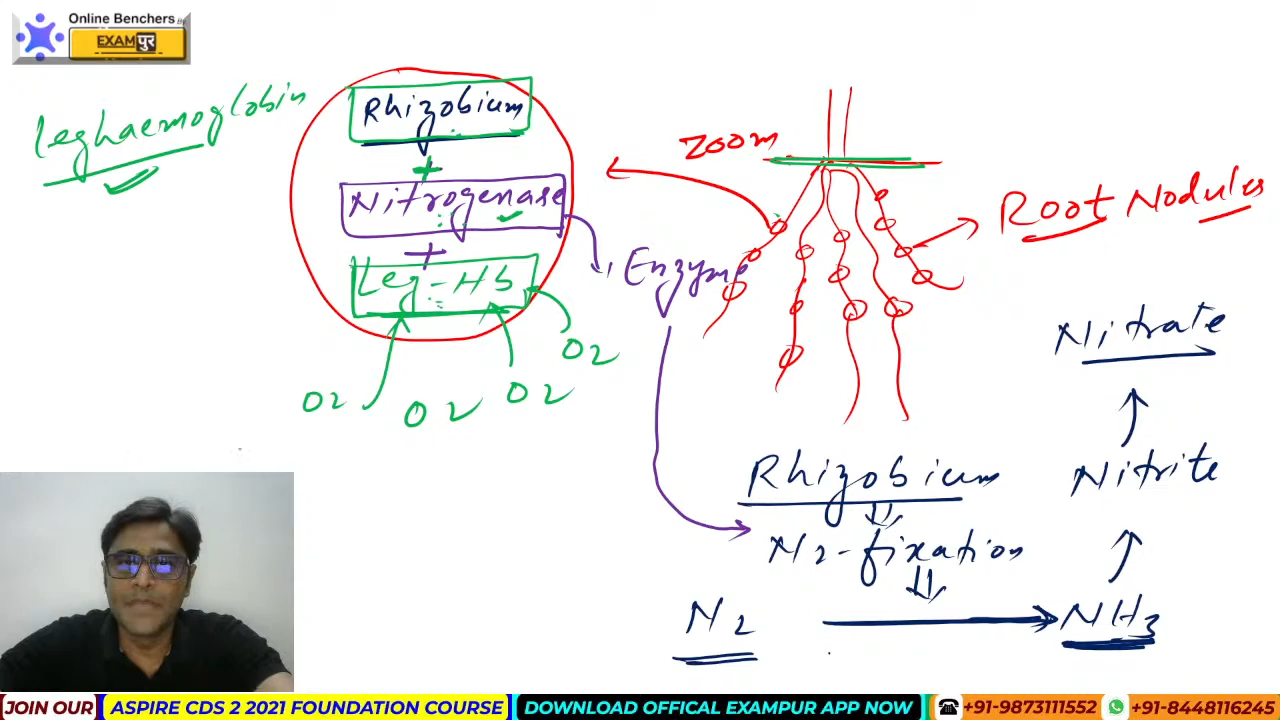 Online Benchers By
EXAMपुर
Leghaemoglobin
Rhizobium
+
Nitrogenase
+
Leg-Hb
O2
O2
O2
O2
Enzyme
ZOOM
Root Nodules
Nitrate
Nitrite
Rhizobium
N2-fixation
N2
NH3
JOIN OUR ASPIRE CDS 2 2021 FOUNDATION COURSE DOWNLOAD OFFICAL EXAMPUR APP NOW +91-9873111552 +91-8448116245